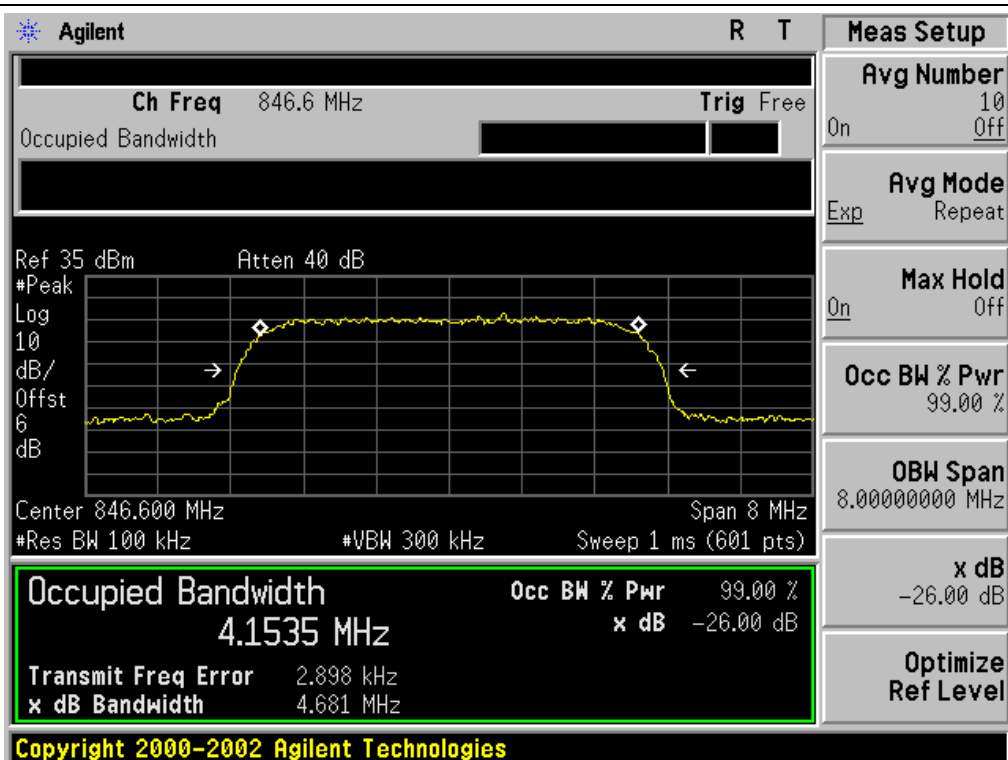 Agilent R T
Ch Freq 846.6 MHz Trig Free
Occupied Bandwidth
Ref 35 dBm Atten 40 dB
#Peak
Log
10
dB/
Offst
6
dB
Center 846.600 MHz Span 8 MHz
#Res BW 100 kHz #VBW 300 kHz Sweep 1 ms (601 pts)
Occupied Bandwidth Occ BW % Pwr 99.00 %
4.1535 MHz x dB -26.00 dB
Transmit Freq Error 2.898 kHz
x dB Bandwidth 4.681 MHz
Copyright 2000-2002 Agilent Technologies
Meas Setup
Avg Number
10
On Off
Avg Mode
Exp Repeat
Max Hold
On Off
Occ BW % Pwr
99.00 %
OBW Span
8.00000000 MHz
x dB
-26.00 dB
Optimize
Ref Level